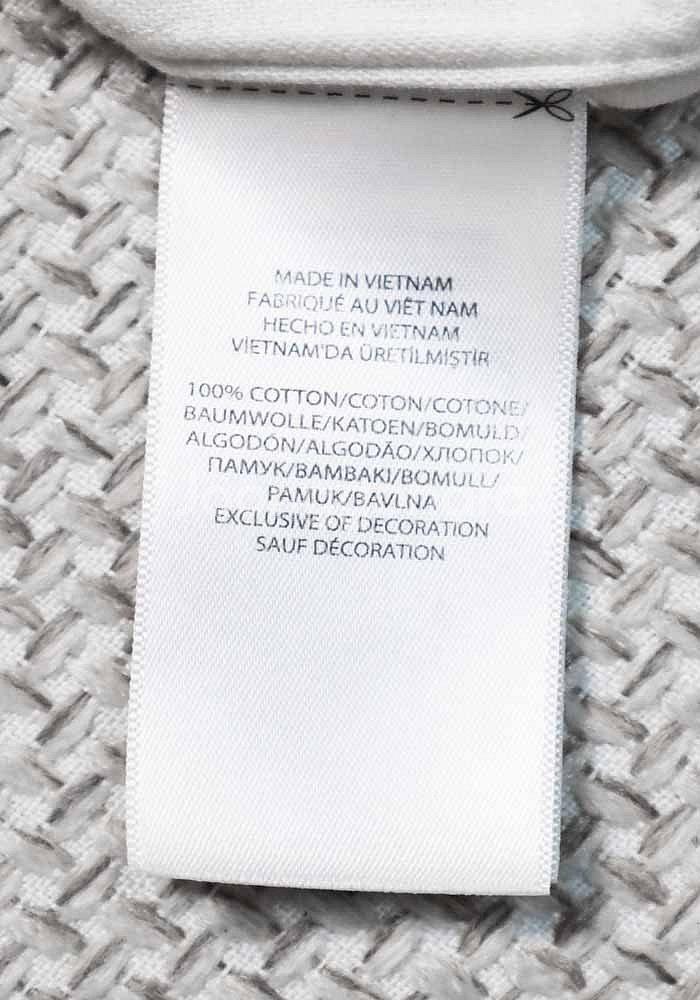 MADE IN VIETNAM
FABRIQUÉ AU VIÊT NAM
HECHO EN VIETNAM
VİETNAM'DA ÜRETİLMİŞTİR
100% COTTON/COTON/COTONE/
BAUMWOLLE/KATOEN/BOMULD/
ALGODÓN/ALGODÃO/ХЛОПОК/
ПАМУК/BAMBAKI/BOMULL/
PAMUK/BAVLNA
EXCLUSIVE OF DECORATION
SAUF DÉCORATION